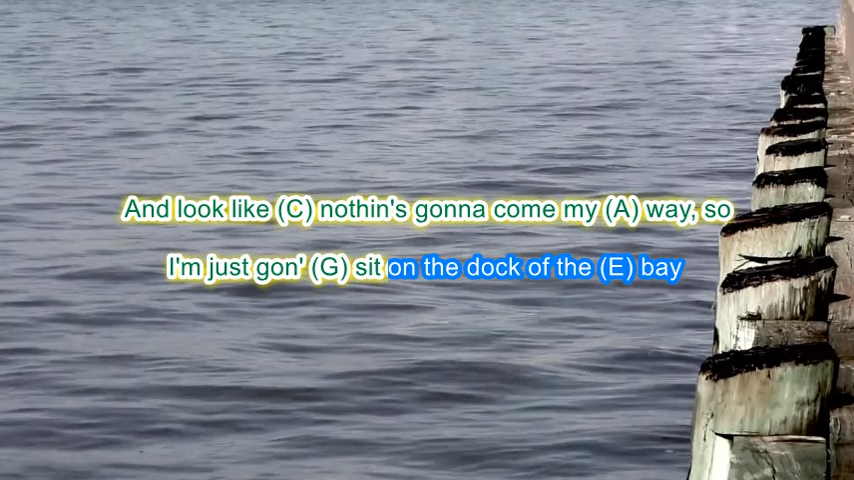 And look like (C) nothin's gonna come my (A) way, so
I'm just gon' (G) sit on the dock of the (E) bay